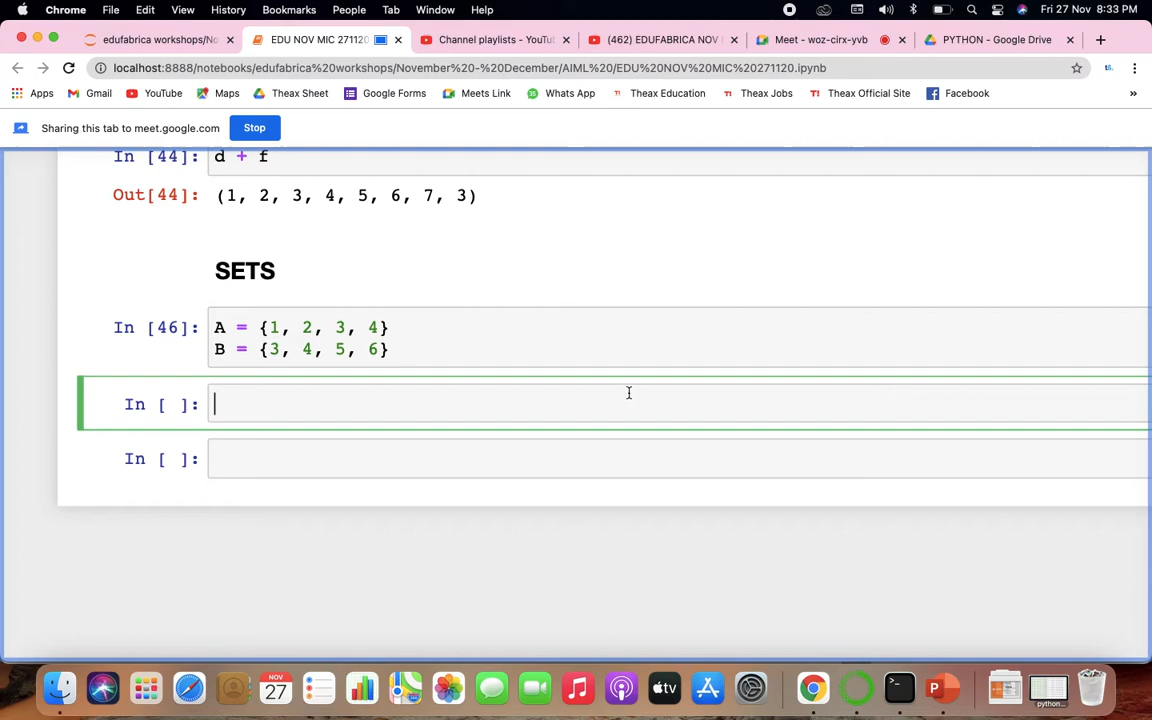 Chrome File Edit View History Bookmarks People Tab Window Help Fri 27 Nov 8:33 PM
edufabrica workshops/No EDU NOV MIC 271120 Channel playlists - YouTu (462) EDUFABRICA NOV Meet - woz-cirx-yvb PYTHON - Google Drive
localhost:8888/notebooks/edufabrica%20workshops/November%20-%20December/AIML%20/EDU%20NOV%20MIC%20271120.ipynb
Apps Gmail YouTube Maps Theax Sheet Google Forms Meets Link Whats App Theax Education Theax Jobs Theax Official Site Facebook »
Sharing this tab to meet.google.com Stop
In [44]: d + f
Out[44]: (1, 2, 3, 4, 5, 6, 7, 3)
SETS
In [46]: A = {1, 2, 3, 4}
B = {3, 4, 5, 6}
In [ ]:
In [ ]:
NOV
27
tv
python...